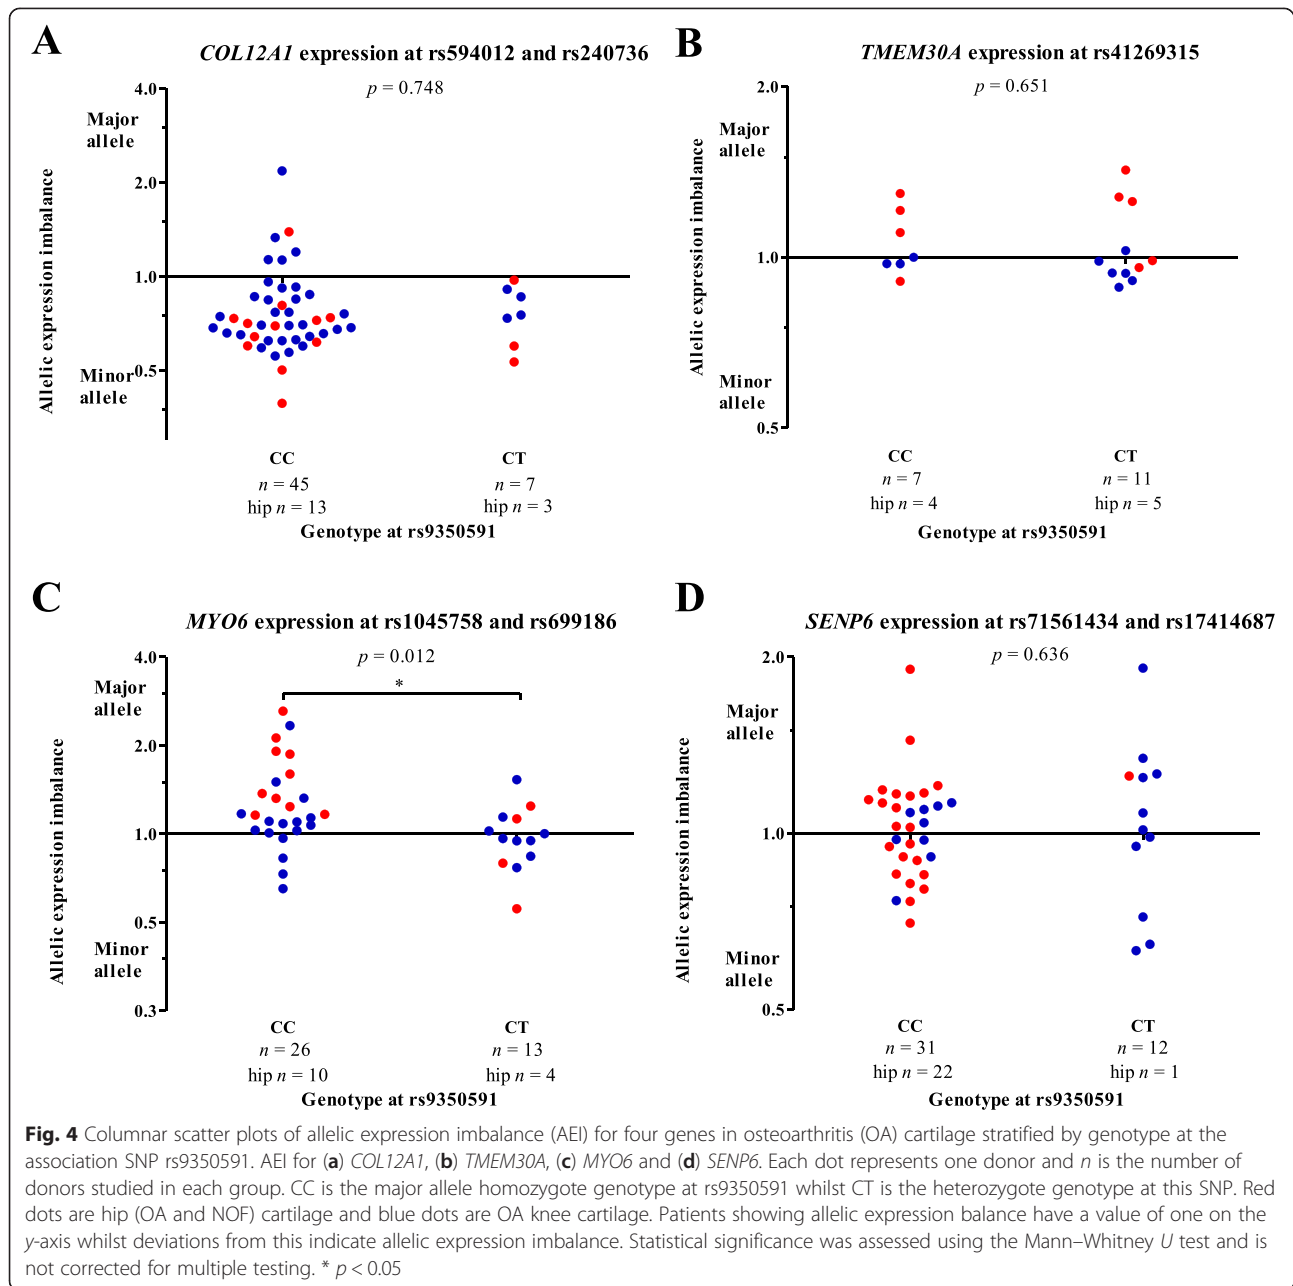 A
COL12A1 expression at rs594012 and rs240736
p = 0.748
4.0
Major
allele
2.0
1.0
0.5
Minor
allele
Allelic expression imbalance
CC
CT
n = 45
n = 7
hip n = 13
hip n = 3
Genotype at rs9350591
B
TMEM30A expression at rs41269315
p = 0.651
2.0
Major
allele
1.0
Minor
allele
0.5
Allelic expression imbalance
CC
CT
n = 7
n = 11
hip n = 4
hip n = 5
Genotype at rs9350591
C
MYO6 expression at rs1045758 and rs699186
p = 0.012
*
4.0
Major
allele
2.0
1.0
0.5
Minor
allele
0.3
Allelic expression imbalance
CC
CT
n = 26
n = 13
hip n = 10
hip n = 4
Genotype at rs9350591
D
SENP6 expression at rs71561434 and rs17414687
p = 0.636
2.0
Major
allele
1.0
Minor
allele
0.5
Allelic expression imbalance
CC
CT
n = 31
n = 12
hip n = 22
hip n = 1
Genotype at rs9350591
Fig. 4 Columnar scatter plots of allelic expression imbalance (AEI) for four genes in osteoarthritis (OA) cartilage stratified by genotype at the
association SNP rs9350591. AEI for (a) COL12A1, (b) TMEM30A, (c) MYO6 and (d) SENP6. Each dot represents one donor and n is the number of
donors studied in each group. CC is the major allele homozygote genotype at rs9350591 whilst CT is the heterozygote genotype at this SNP. Red
dots are hip (OA and NOF) cartilage and blue dots are OA knee cartilage. Patients showing allelic expression balance have a value of one on the
y-axis whilst deviations from this indicate allelic expression imbalance. Statistical significance was assessed using the Mann–Whitney U test and is
not corrected for multiple testing. * p < 0.05